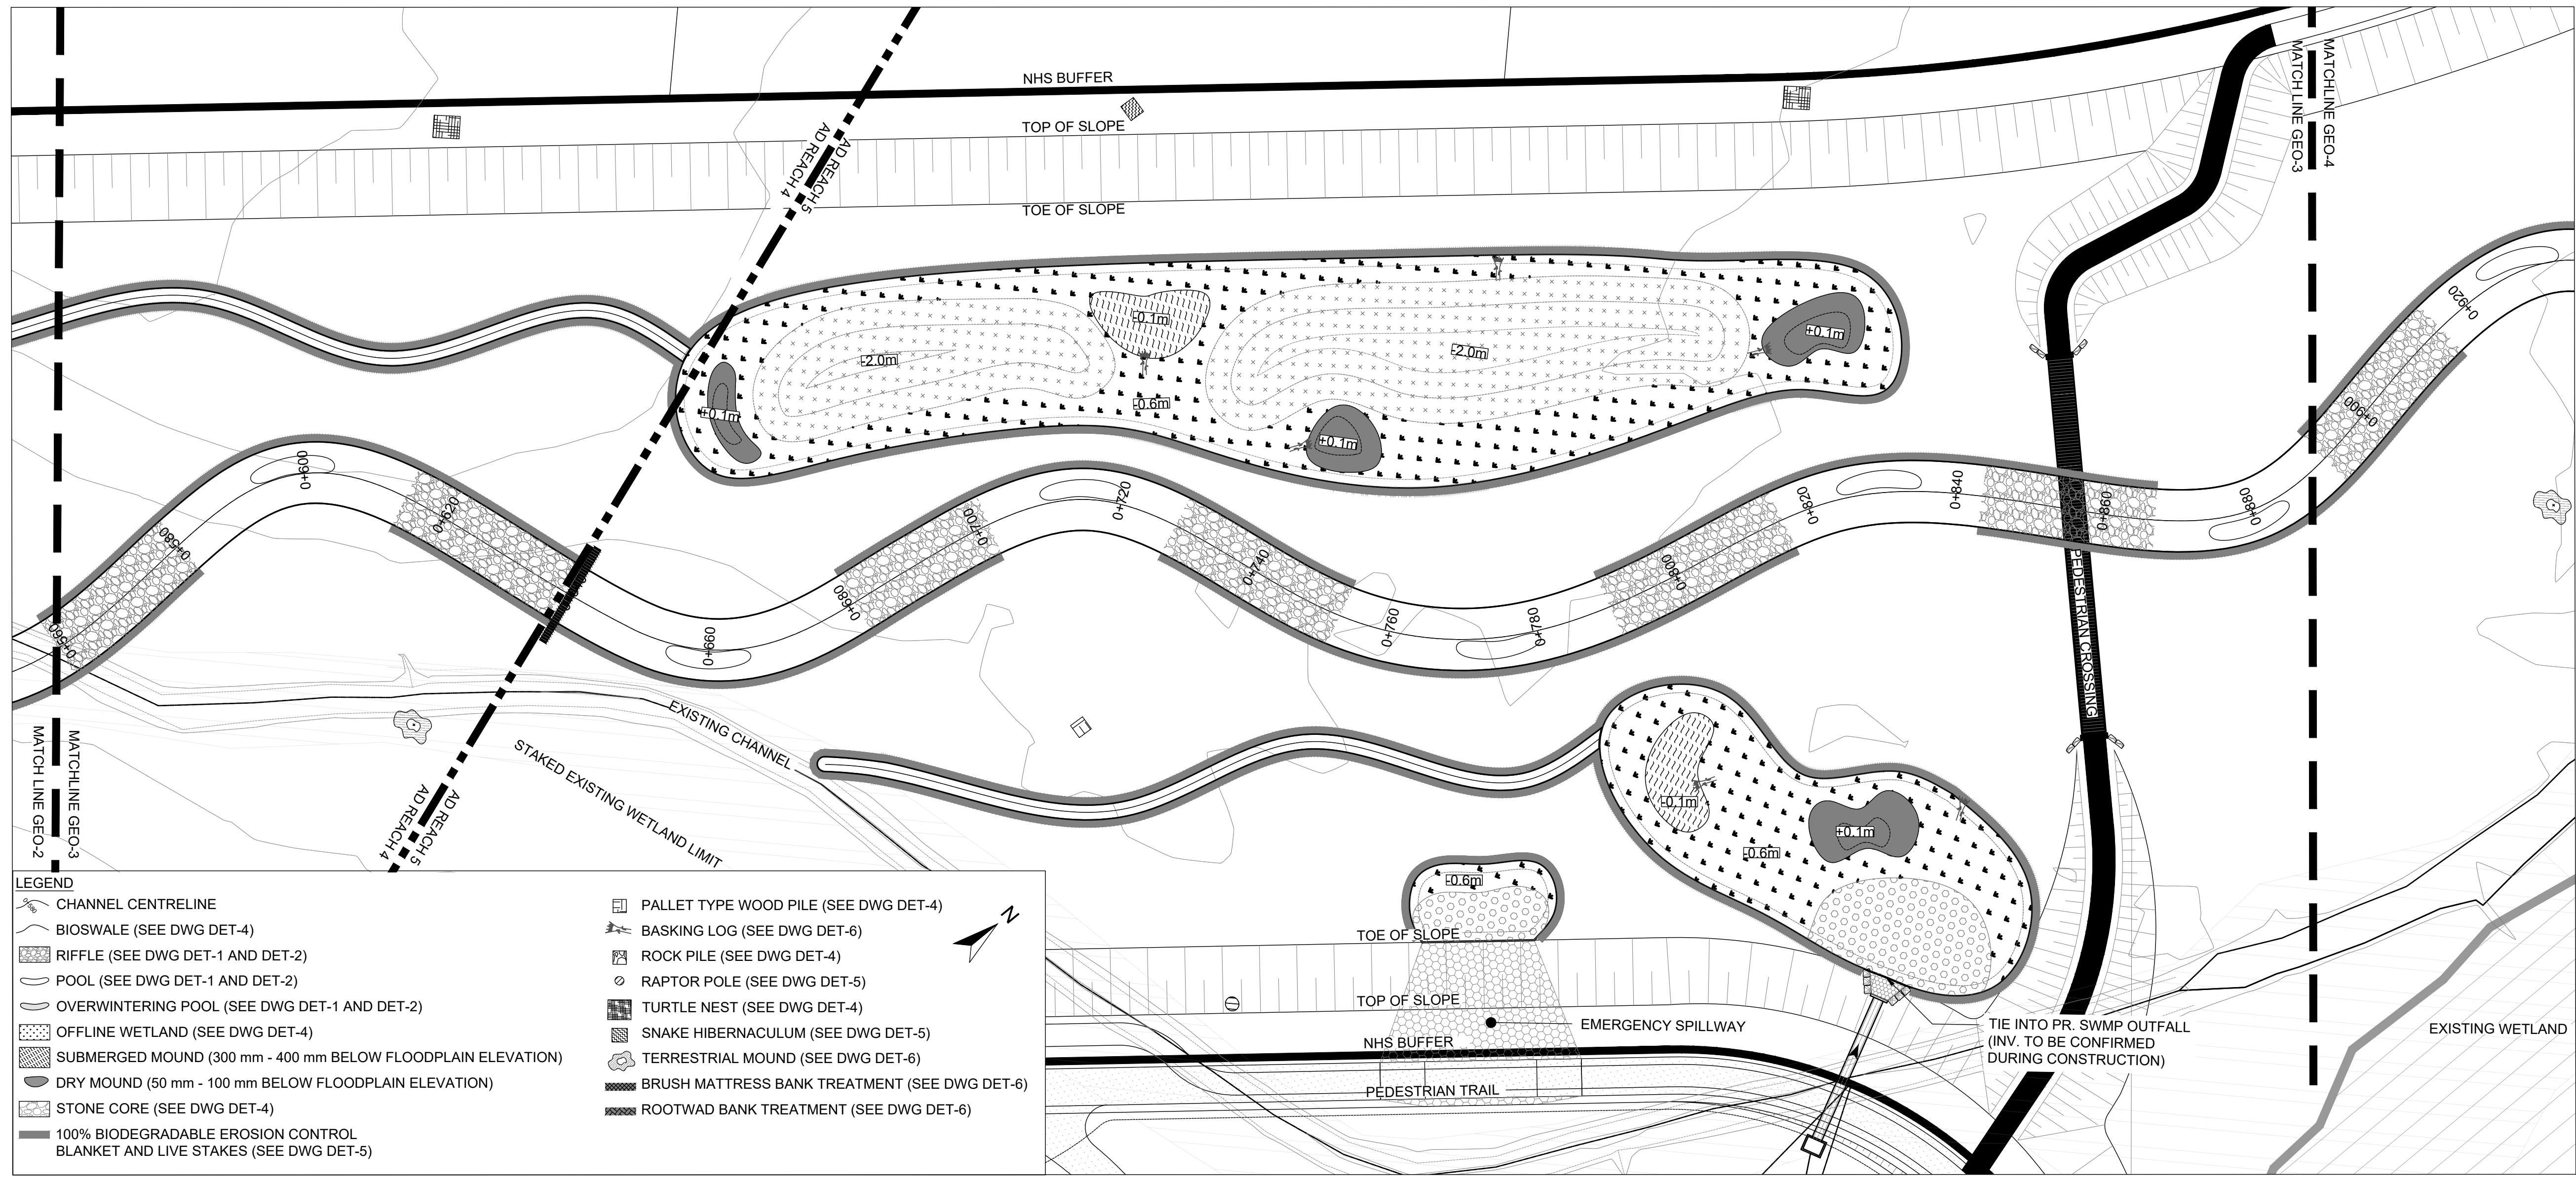 NHS BUFFER
TOP OF SLOPE
TOE OF SLOPE
AD REACH 5
AD REACH 4
MATCHLINE GEO-4
MATCH LINE GEO-3
-0.1m
-2.0m
-2.0m
+0.1m
+0.1m
-0.6m
+0.1m
0+560
0+580
0+600
0+620
0+660
0+680
0+700
0+720
0+740
0+760
0+780
0+800
0+820
0+840
0+860
0+880
0+900
0+920
PEDESTRIAN CROSSING
MATCH LINE GEO-2
MATCHLINE GEO-3
EXISTING CHANNEL
STAKED EXISTING WETLAND LIMIT
AD REACH 4
AD REACH 5
-0.1m
+0.1m
-0.6m
-0.6m
TOE OF SLOPE
TOP OF SLOPE
EMERGENCY SPILLWAY
NHS BUFFER
PEDESTRIAN TRAIL
TIE INTO PR. SWMP OUTFALL
(INV. TO BE CONFIRMED
DURING CONSTRUCTION)
EXISTING WETLAND
LEGEND
0+580
CHANNEL CENTRELINE
BIOSWALE (SEE DWG DET-4)
RIFFLE (SEE DWG DET-1 AND DET-2)
POOL (SEE DWG DET-1 AND DET-2)
OVERWINTERING POOL (SEE DWG DET-1 AND DET-2)
OFFLINE WETLAND (SEE DWG DET-4)
SUBMERGED MOUND (300 mm - 400 mm BELOW FLOODPLAIN ELEVATION)
DRY MOUND (50 mm - 100 mm BELOW FLOODPLAIN ELEVATION)
STONE CORE (SEE DWG DET-4)
100% BIODEGRADABLE EROSION CONTROL
BLANKET AND LIVE STAKES (SEE DWG DET-5)
PALLET TYPE WOOD PILE (SEE DWG DET-4)
BASKING LOG (SEE DWG DET-6)
ROCK PILE (SEE DWG DET-4)
RAPTOR POLE (SEE DWG DET-5)
TURTLE NEST (SEE DWG DET-4)
SNAKE HIBERNACULUM (SEE DWG DET-5)
TERRESTRIAL MOUND (SEE DWG DET-6)
BRUSH MATTRESS BANK TREATMENT (SEE DWG DET-6)
ROOTWAD BANK TREATMENT (SEE DWG DET-6)
N